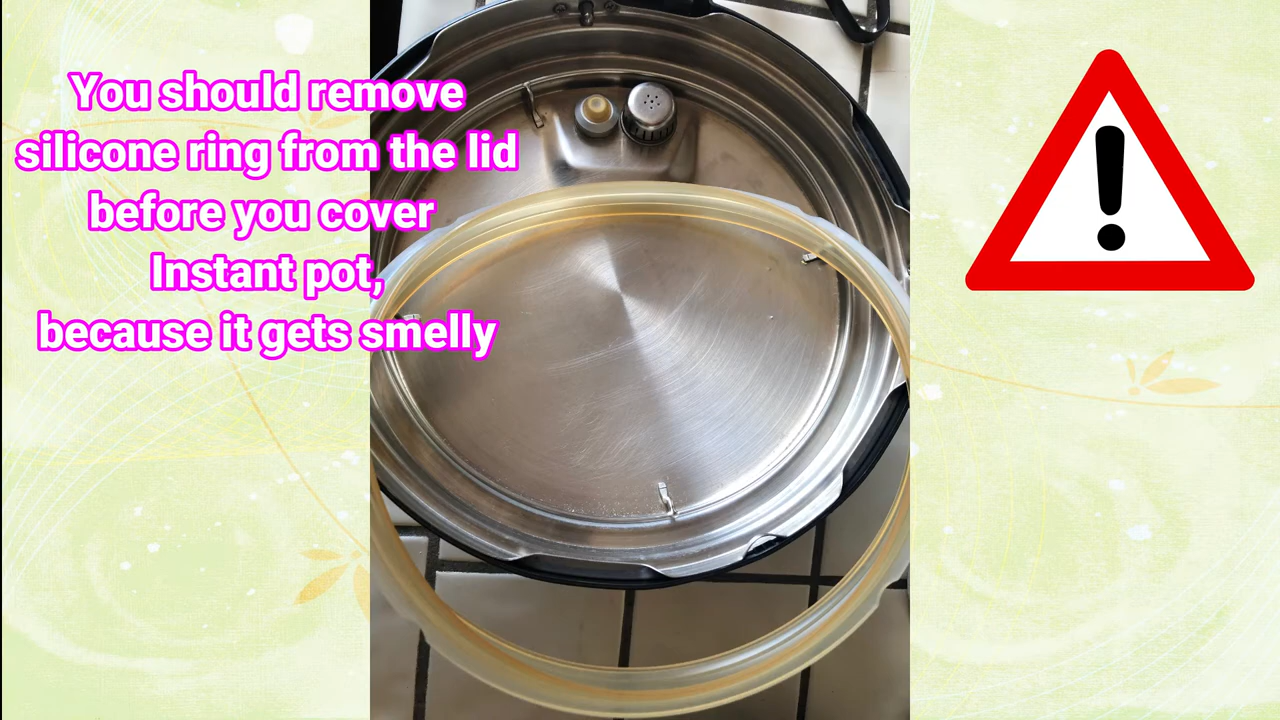 You should remove
silicone ring from the lid
before you cover
Instant pot,
because it gets smelly